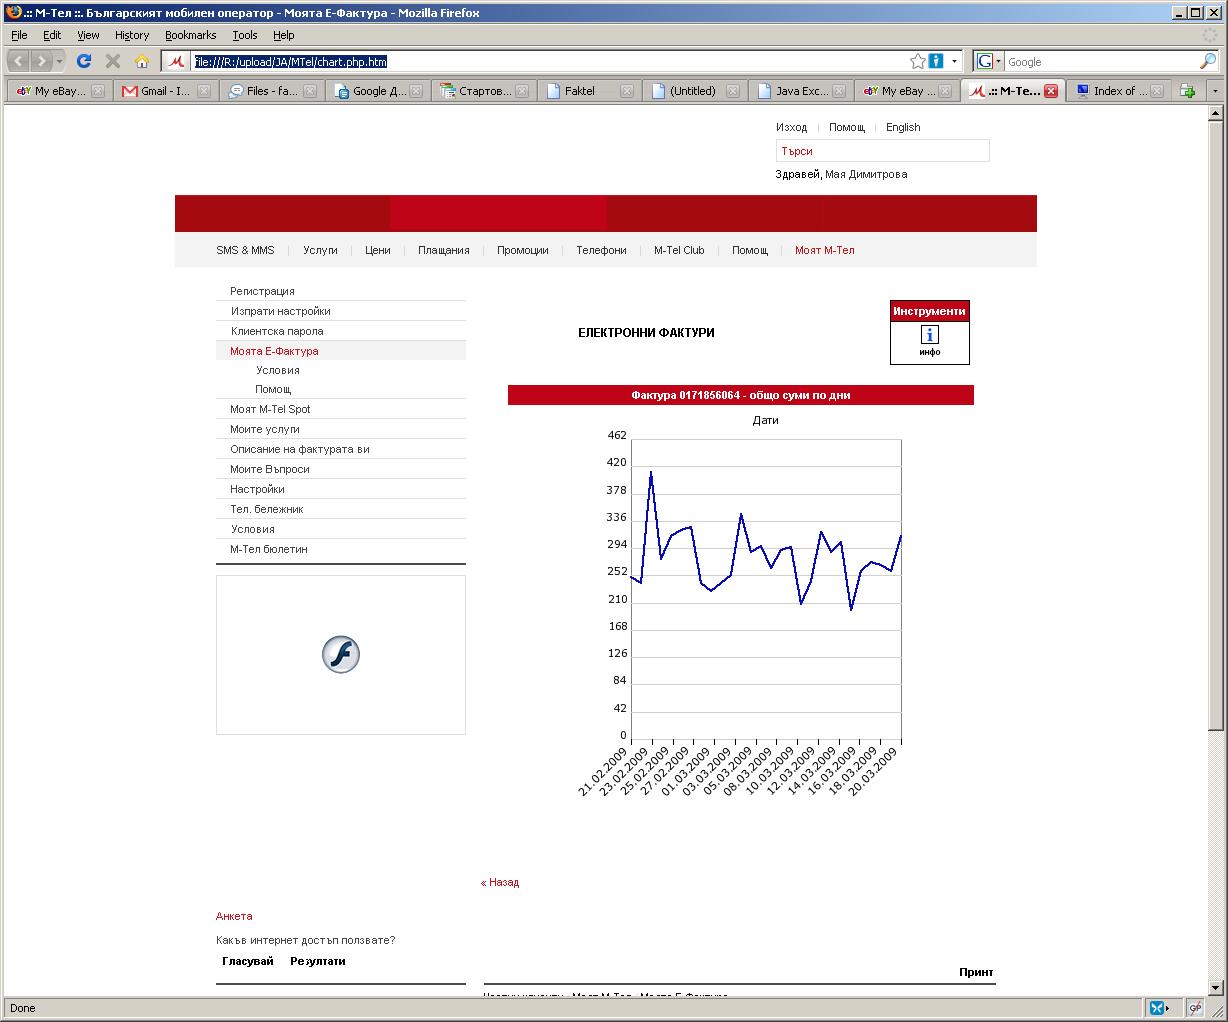 .:: М-Тел ::. Българският мобилен оператор - Моята Е-Фактура - Mozilla Firefox
File Edit View History Bookmarks Tools Help
file:///R:/upload/JA/MTel/chart.php.htm
G Google
My eBay... Gmail - I... Files - fa... Google Д... Стартов... Faktel (Untitled) Java Exc... My eBay ... .:: М-Те... Index of ...
Изход Помощ English
Търси
Здравей, Мая Димитрова
SMS & MMS Услуги Цени Плащания Промоции Телефони M-Tel Club Помощ Моят М-Тел
Регистрация
Изпрати настройки
Клиентска парола
Моята Е-Фактура
Условия
Помощ
Моят M-Tel Spot
Моите услуги
Описание на фактурата ви
Моите Въпроси
Настройки
Тел. бележник
Условия
М-Тел бюлетин
ЕЛЕКТРОННИ ФАКТУРИ
Инструменти
инфо
Фактура 0171856064 - общо суми по дни
Дати
462
420
378
336
294
252
210
168
126
84
42
0
21.02.2009 23.02.2009 25.02.2009 27.02.2009 01.03.2009 03.03.2009 05.03.2009 08.03.2009 10.03.2009 12.03.2009 14.03.2009 16.03.2009 18.03.2009 20.03.2009
« Назад
Анкета
Какъв интернет достъп ползвате?
Гласувай Резултати
Принт
Done
GP